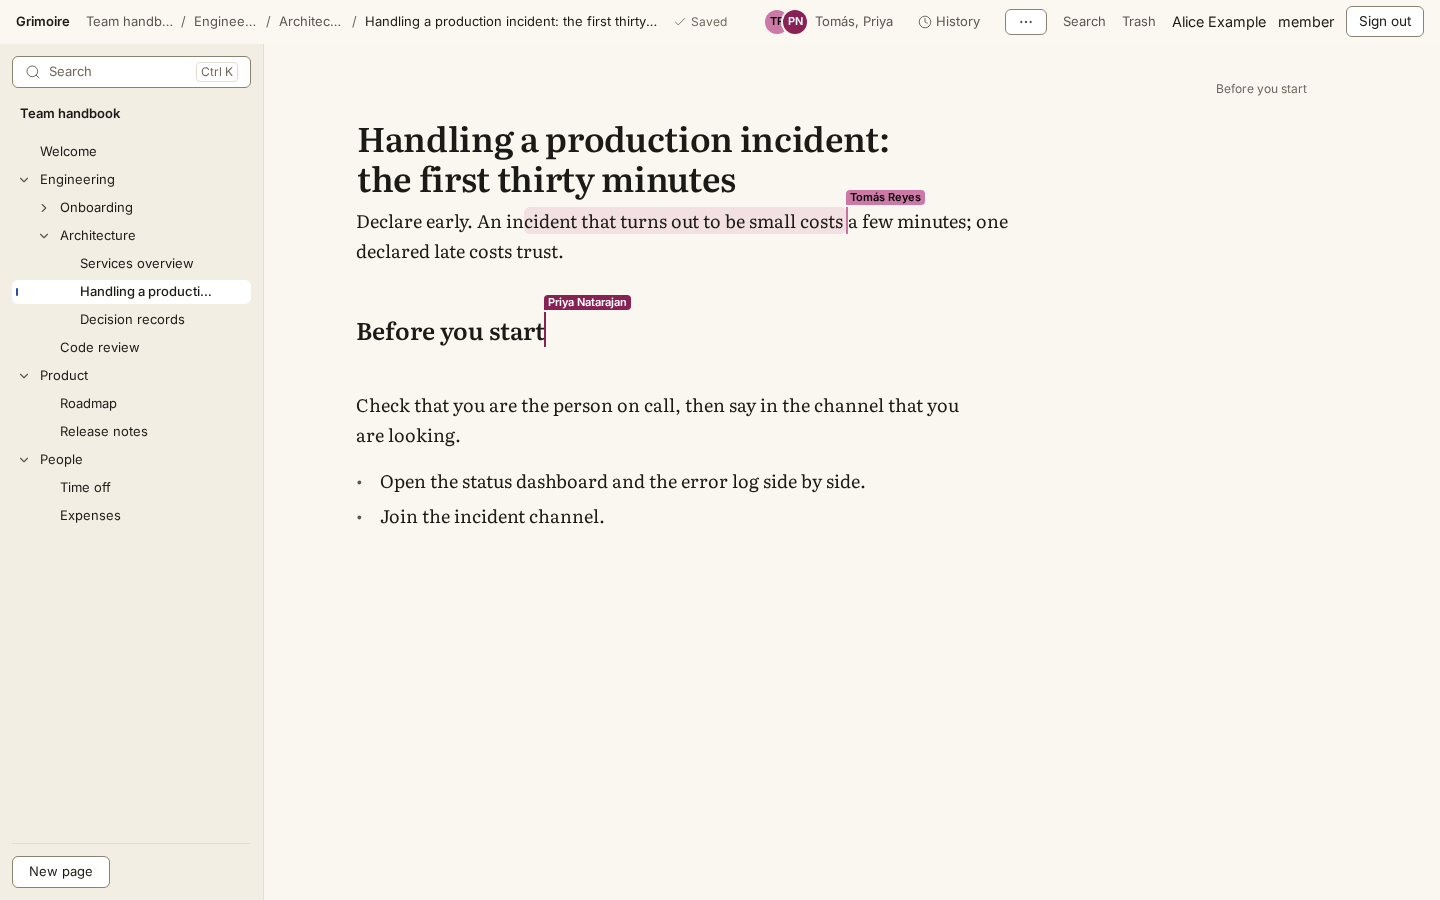 Grimoire Team handb… / Enginee… / Architec… / Handling a production incident: the first thirty… Saved PN Tomás, Priya History ... Search Trash Alice Example member Sign out
Search Ctrl K
Team handbook
Welcome
Engineering
Onboarding
Architecture
Services overview
Handling a producti…
Decision records
Code review
Product
Roadmap
Release notes
People
Time off
Expenses
New page
Before you start
Handling a production incident:
the first thirty minutes
Tomás Reyes
Declare early. An incident that turns out to be small costs a few minutes; one
declared late costs trust.
Priya Natarajan
Before you start
Check that you are the person on call, then say in the channel that you
are looking.
• Open the status dashboard and the error log side by side.
• Join the incident channel.